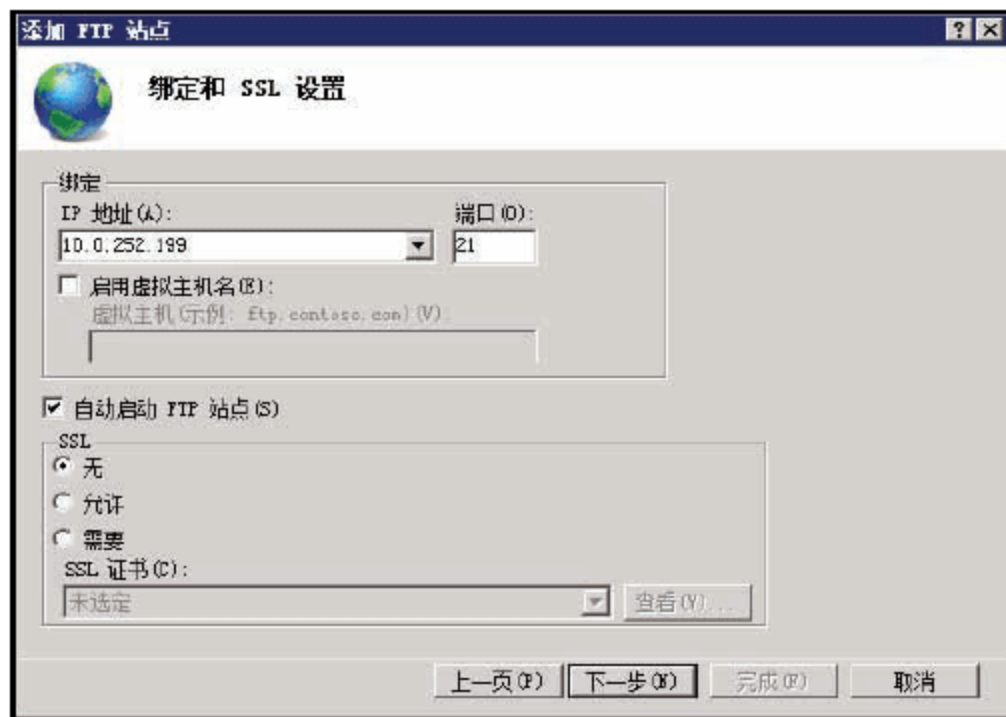 添加 FTP 站点
绑定和 SSL 设置
绑定
IP 地址(A): 端口(O):
10.0.252.199 21
启用虚拟主机名(E):
虚拟主机(示例: ftp.contoso.com)(V):
自动启动 FTP 站点(S)
SSL
无
允许
需要
SSL 证书(C):
未选定 查看(V)...
上一页(P) 下一步(N) 完成(F) 取消